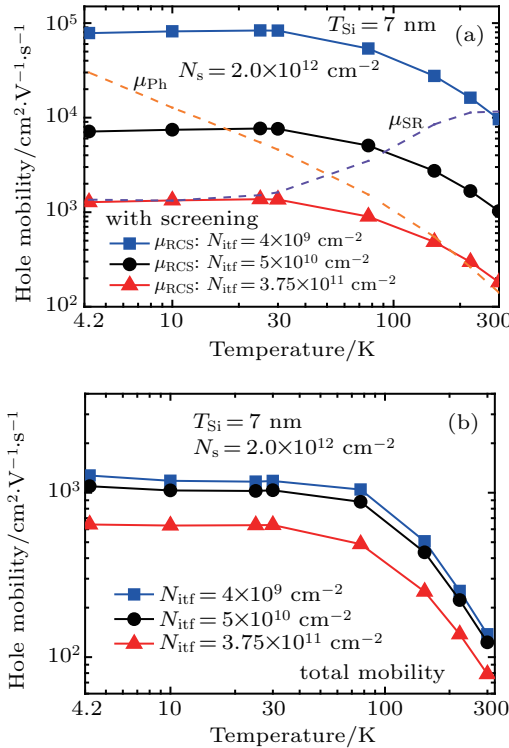 10⁵
10⁴
10³
10²
Hole mobility/cm²·V⁻¹·s⁻¹
T_Si = 7 nm
(a)
N_s = 2.0×10¹² cm⁻²
μ_Ph
μ_SR
with screening
μ_RCS: N_itf = 4×10⁹ cm⁻²
μ_RCS: N_itf = 5×10¹⁰ cm⁻²
μ_RCS: N_itf = 3.75×10¹¹ cm⁻²
4.2 10 30 100 300
Temperature/K
10³
10²
Hole mobility/cm²·V⁻¹·s⁻¹
T_Si = 7 nm
(b)
N_s = 2.0×10¹² cm⁻²
N_itf = 4×10⁹ cm⁻²
N_itf = 5×10¹⁰ cm⁻²
N_itf = 3.75×10¹¹ cm⁻²
total mobility
4.2 10 30 100 300
Temperature/K